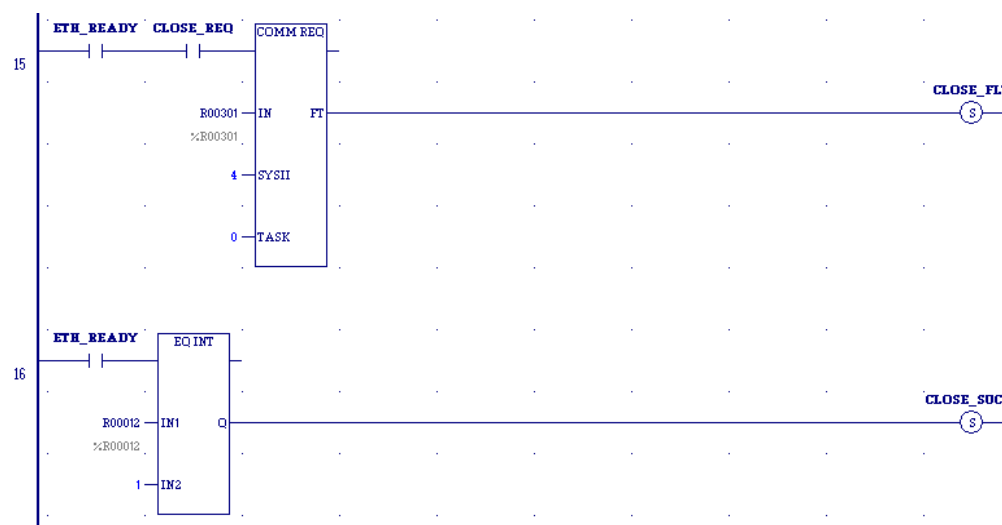 ETH_READY CLOSE_REQ COMM REQ
15
CLOSE_FL
R00301 IN FT
%R00301
S
4 SYSII
0 TASK
ETH_READY EQ INT
16
CLOSE_SUC
R00012 IN1 Q
%R00012
S
1 IN2